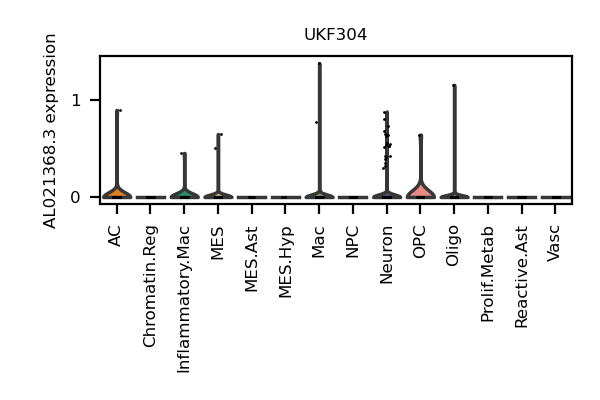 UKF304
AL021368.3 expression
1
0
AC
Chromatin.Reg
Inflammatory.Mac
MES
MES.Ast
MES.Hyp
Mac
NPC
Neuron
OPC
Oligo
Prolif.Metab
Reactive.Ast
Vasc